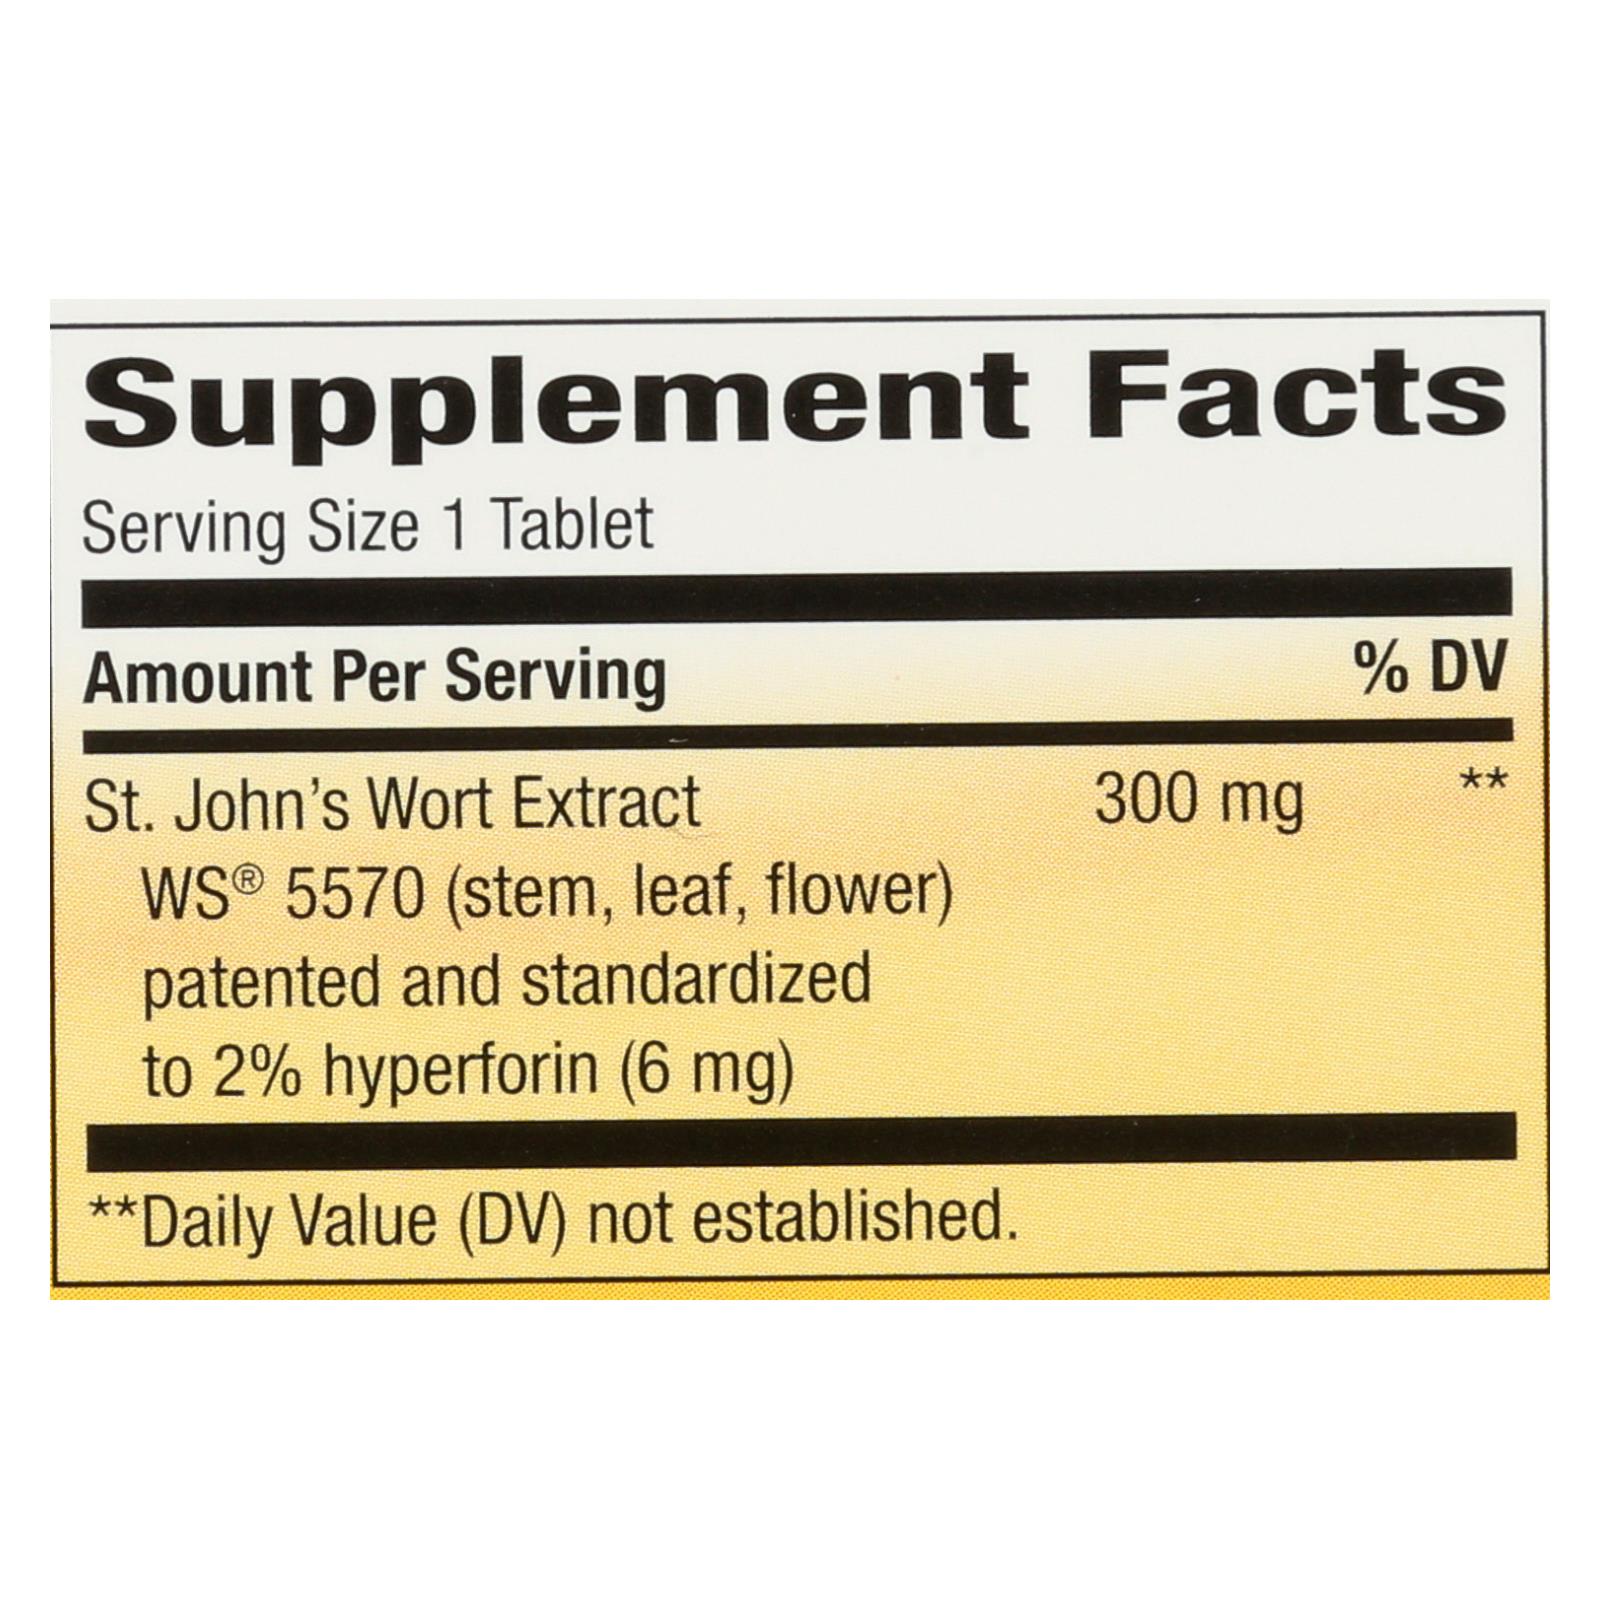 Supplement Facts
Serving Size 1 Tablet
Amount Per Serving % DV
St. John’s Wort Extract 300 mg **
WS® 5570 (stem, leaf, flower)
patented and standardized
to 2% hyperforin (6 mg)
**Daily Value (DV) not established.